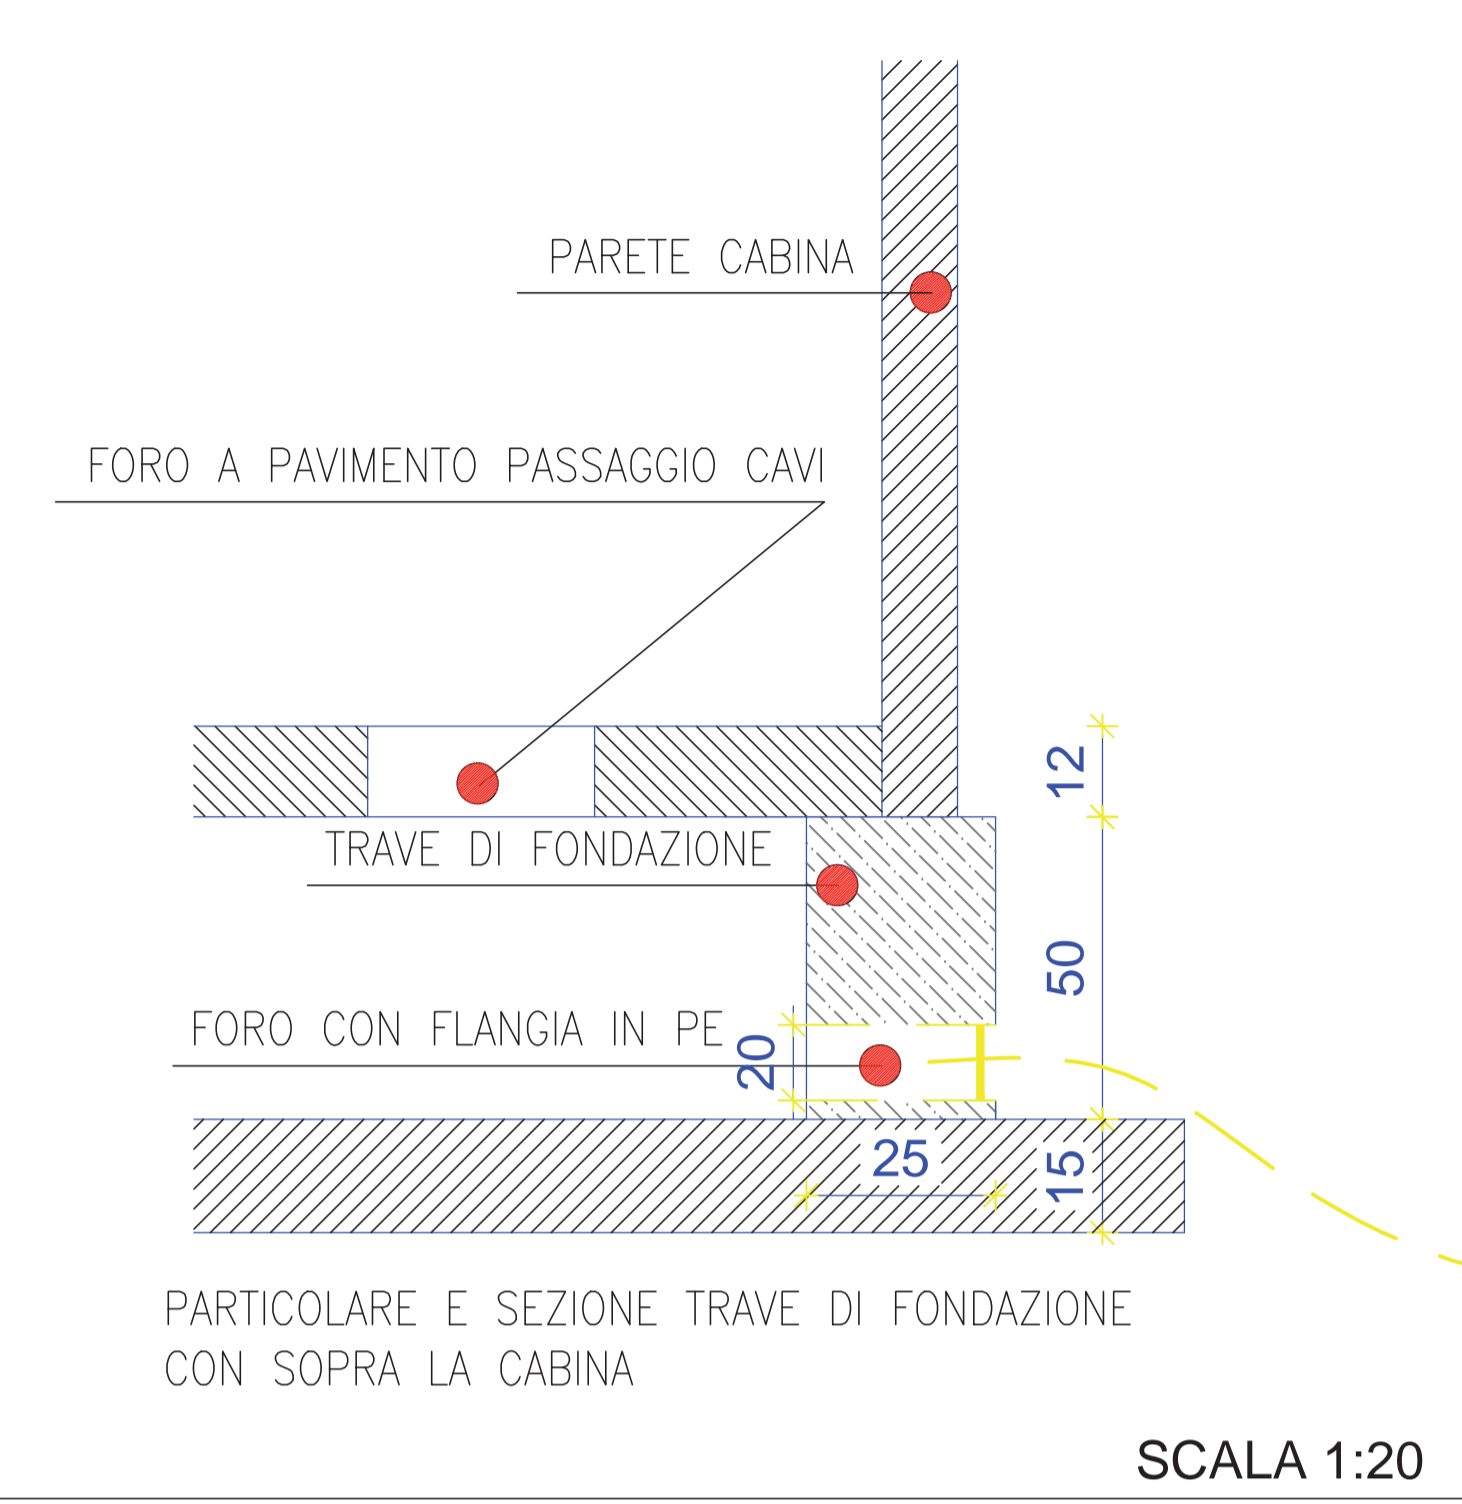 PARETE CABINA
FORO A PAVIMENTO PASSAGGIO CAVI
12
TRAVE DI FONDAZIONE
50
FORO CON FLANGIA IN PE
20
25
15
PARTICOLARE E SEZIONE TRAVE DI FONDAZIONE
CON SOPRA LA CABINA
SCALA 1:20